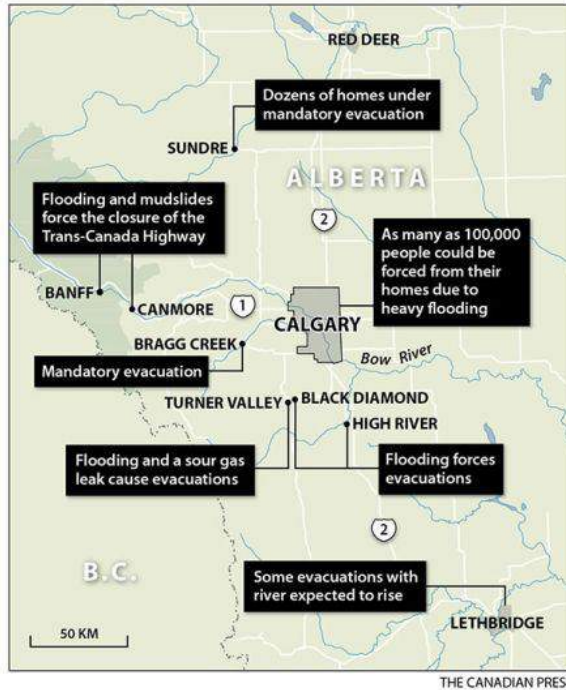 RED DEER
Dozens of homes under
mandatory evacuation
SUNDRE
ALBERTA
Flooding and mudslides
force the closure of the
Trans-Canada Highway
2
As many as 100,000
people could be
forced from their
homes due to
heavy flooding
BANFF
CANMORE
1
CALGARY
BRAGG CREEK
Bow River
Mandatory evacuation
TURNER VALLEY
BLACK DIAMOND
HIGH RIVER
Flooding and a sour gas
leak cause evacuations
Flooding forces
evacuations
2
B.C.
Some evacuations with
river expected to rise
50 KM
LETHBRIDGE
THE CANADIAN PRES